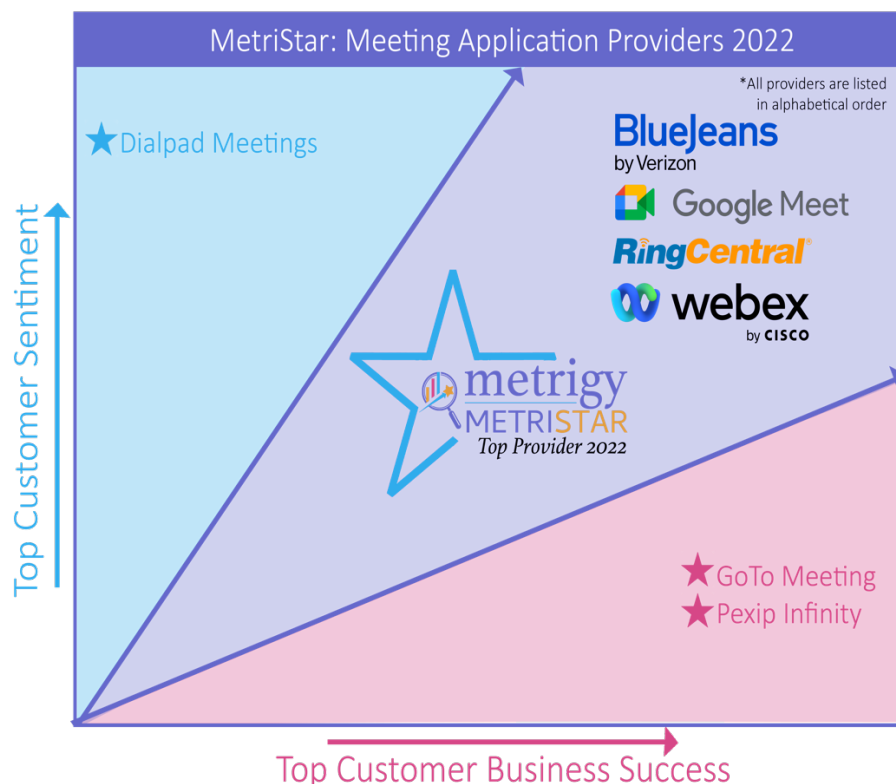 MetriStar: Meeting Application Providers 2022
*All providers are listed
in alphabetical order
Dialpad Meetings
BlueJeans
by Verizon
Google Meet
RingCentral®
webex
by CISCO
metrigy
METRISTAR
Top Provider 2022
GoTo Meeting
Pexip Infinity
Top Customer Sentiment
Top Customer Business Success